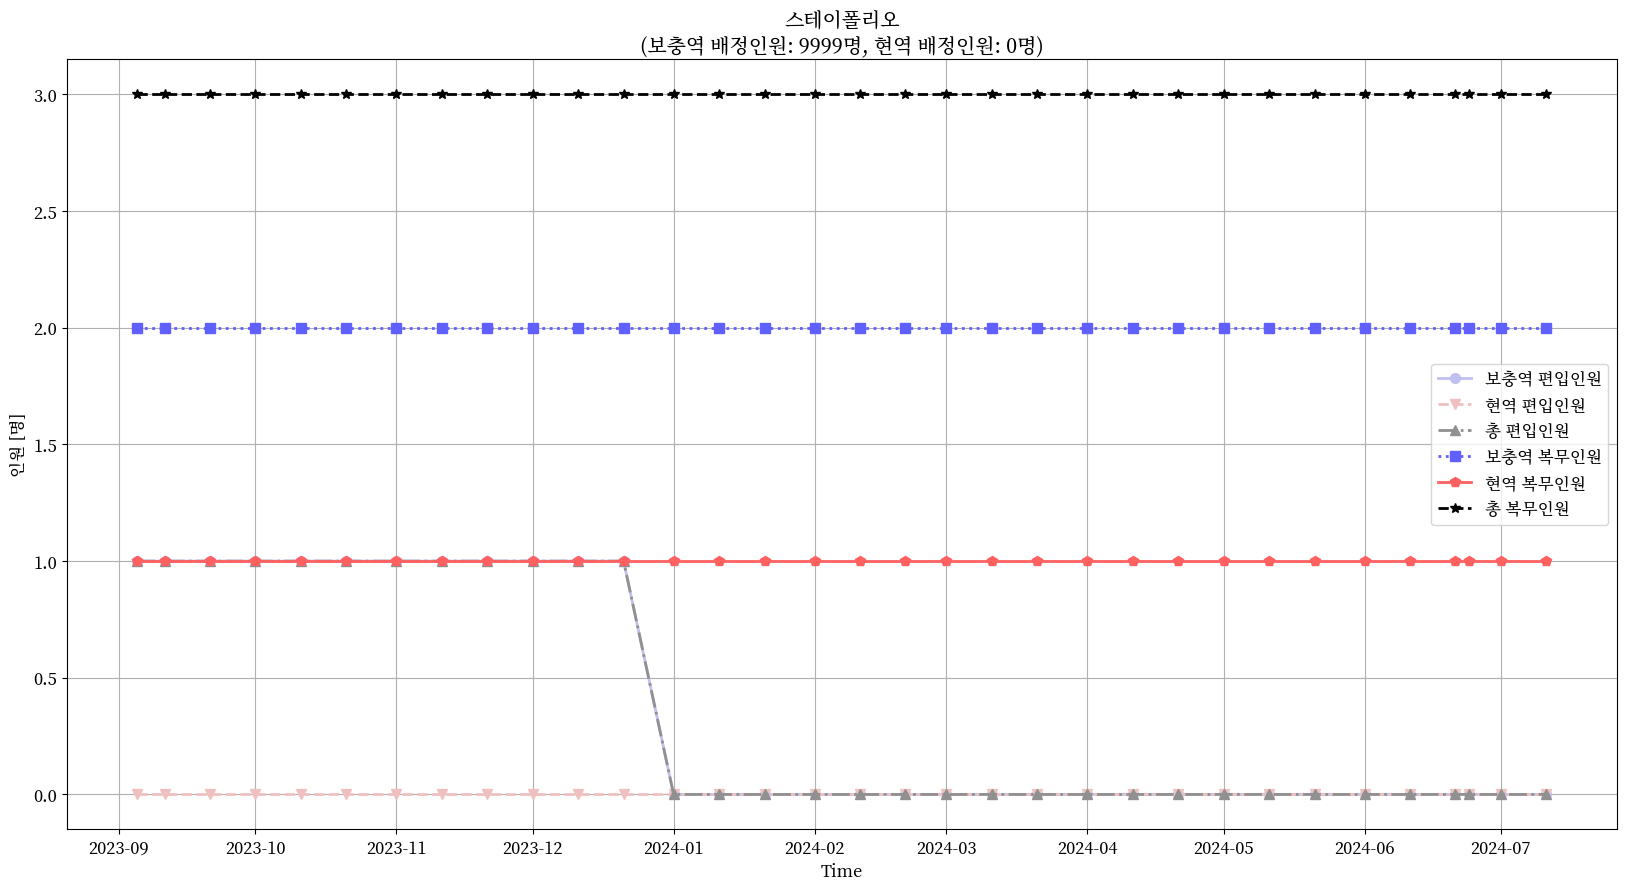 스테이폴리오
(보충역 배정인원: 9999명, 현역 배정인원: 0명)
3.0
2.5
2.0
1.5
1.0
0.5
0.0
인원 [명]
보충역 편입인원
현역 편입인원
총 편입인원
보충역 복무인원
현역 복무인원
총 복무인원
2023-09 2023-10 2023-11 2023-12 2024-01 2024-02 2024-03 2024-04 2024-05 2024-06 2024-07
Time